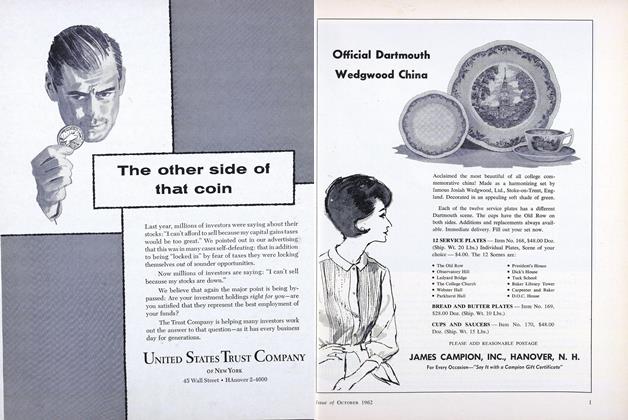 The other side of
that coin
Last year, millions of investors were saying about their
stocks: "I can't afford to sell because my capital gains taxes
would be too great." We pointed out in our advertising
that this was in many cases self-defeating: that in addition
to being "locked in" by fear of taxes they were locking
themselves out of sounder opportunities.
Now millions of investors are saying: "I can't sell
because my stocks are down."
We believe that again the major point is being by-
passed: Are your investment holdings right for you—are
you satisfied that they represent the best employment of
your funds?
The Trust Company is helping many investors work
out the answer to that question—as it has every business
day for generations.
UNITED STATES TRUST COMPANY
OF NEW YORK
45 Wall Street • HAnover 2-4600
Official Dartmouth
Wedgwood China
Acclaimed the most beautiful of all college com-
memorative china! Made as a harmonizing set by
famous Josiah Wedgwood, Ltd., Stoke-on-Trent, Eng-
land. Decorated in an appealing soft shade of green.
Each of the twelve service plates has a different
Dartmouth scene. The cups have the Old Row on
both sides. Additions and replacements always avail-
able. Immediate delivery. Fill out your set now.
12 SERVICE PLATES — Item No. 168, $48.00 Doz.
(Ship. Wt. 20 Lbs.) Individual Plates, Scene of your
choice — $4.00. The 12 Scenes are:
• The Old Row
• Observatory Hill
• Ledyard Bridge
• The College Church
• Webster Hall
• Parkhurst Hall
• President's House
• Dick's House
• Tuck School
• Baker Library Tower
• Carpenter and Baker
• D.O.C. House
BREAD AND BUTTER PLATES — Item No. 169,
$28.00 Doz. (Ship. Wt. 10 Lbs.)
CUPS AND SAUCERS — Item No. 170, $48.00
Doz. (Ship. Wt. 15 Lbs.)
PLEASE ADD REASONABLE POSTAGE
JAMES CAMPION, INC., HANOVER, N. H.
For Every Occasion—"Say It with a Campion Gift Certificate"
Issue of OCTOBER 1962
1